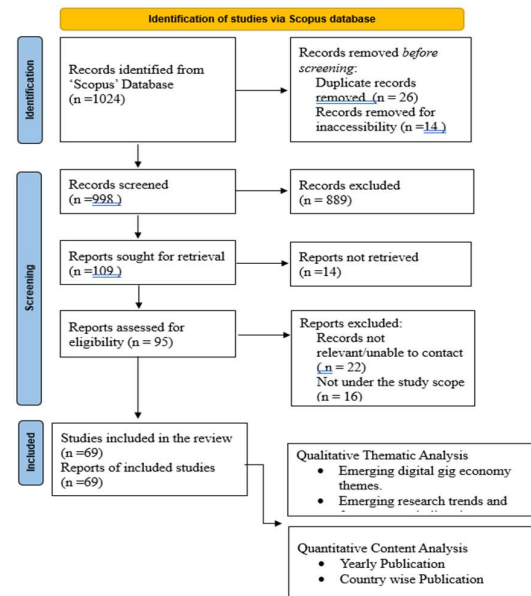 Identification of studies via Scopus database
Identification
Records identified from
‘Scopus’ Database
(n =1024)
Records removed before
screening:
Duplicate records
removed (n = 26)
Records removed for
inaccessibility (n =14 )
Screening
Records screened
(n =998 )
Records excluded
(n = 889)
Reports sought for retrieval
(n =109 )
Reports not retrieved
(n =14)
Reports assessed for
eligibility (n = 95)
Reports excluded:
Records not
relevant/unable to contact
( n = 22)
Not under the study scope
(n = 16)
Included
Studies included in the review
(n =69)
Reports of included studies
(n =69)
Qualitative Thematic Analysis
• Emerging digital gig economy
themes.
• Emerging research trends and
Quantitative Content Analysis
• Yearly Publication
• Country wise Publication